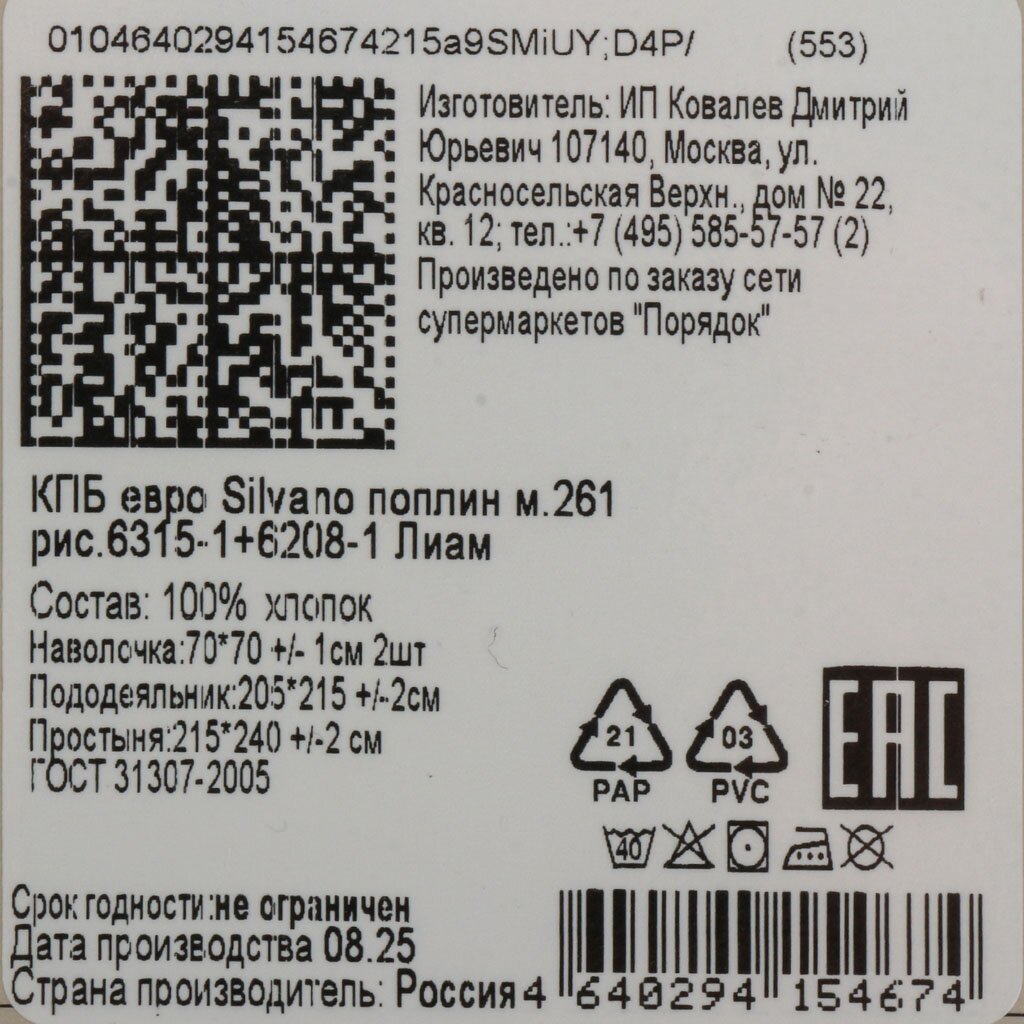 0104640294154674215a9SMiUY;D4P/ (553)
Изготовитель: ИП Ковалев Дмитрий
Юрьевич 107140, Москва, ул.
Красносельская Верхн., дом № 22,
кв. 12; тел.:+7 (495) 585-57-57 (2)
Произведено по заказу сети
супермаркетов "Порядок"
КПБ евро Silvano поплин м.261
рис.6315-1+6208-1 Лиам
Состав: 100% хлопок
Наволочка:70*70 +/- 1см 2шт
Пододеяльник:205*215 +/-2см
Простыня:215*240 +/-2 см
ГОСТ 31307-2005
21 03
PAP PVC
EAC
40
Срок годности:не ограничен
Дата производства 08.25
Страна производитель: Россия
4 640294 154674